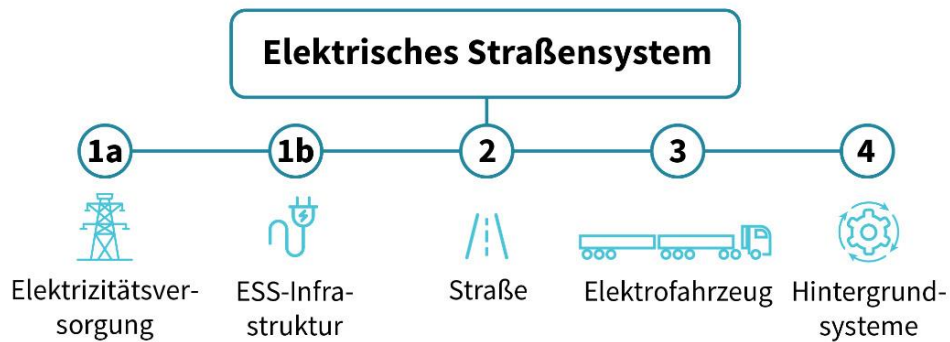 Elektrisches Straßensystem
1a
1b
2
3
4
Elektrizitätsver-
sorgung
ESS-Infra-
struktur
Straße
Elektrofahrzeug
Hintergrund-
systeme